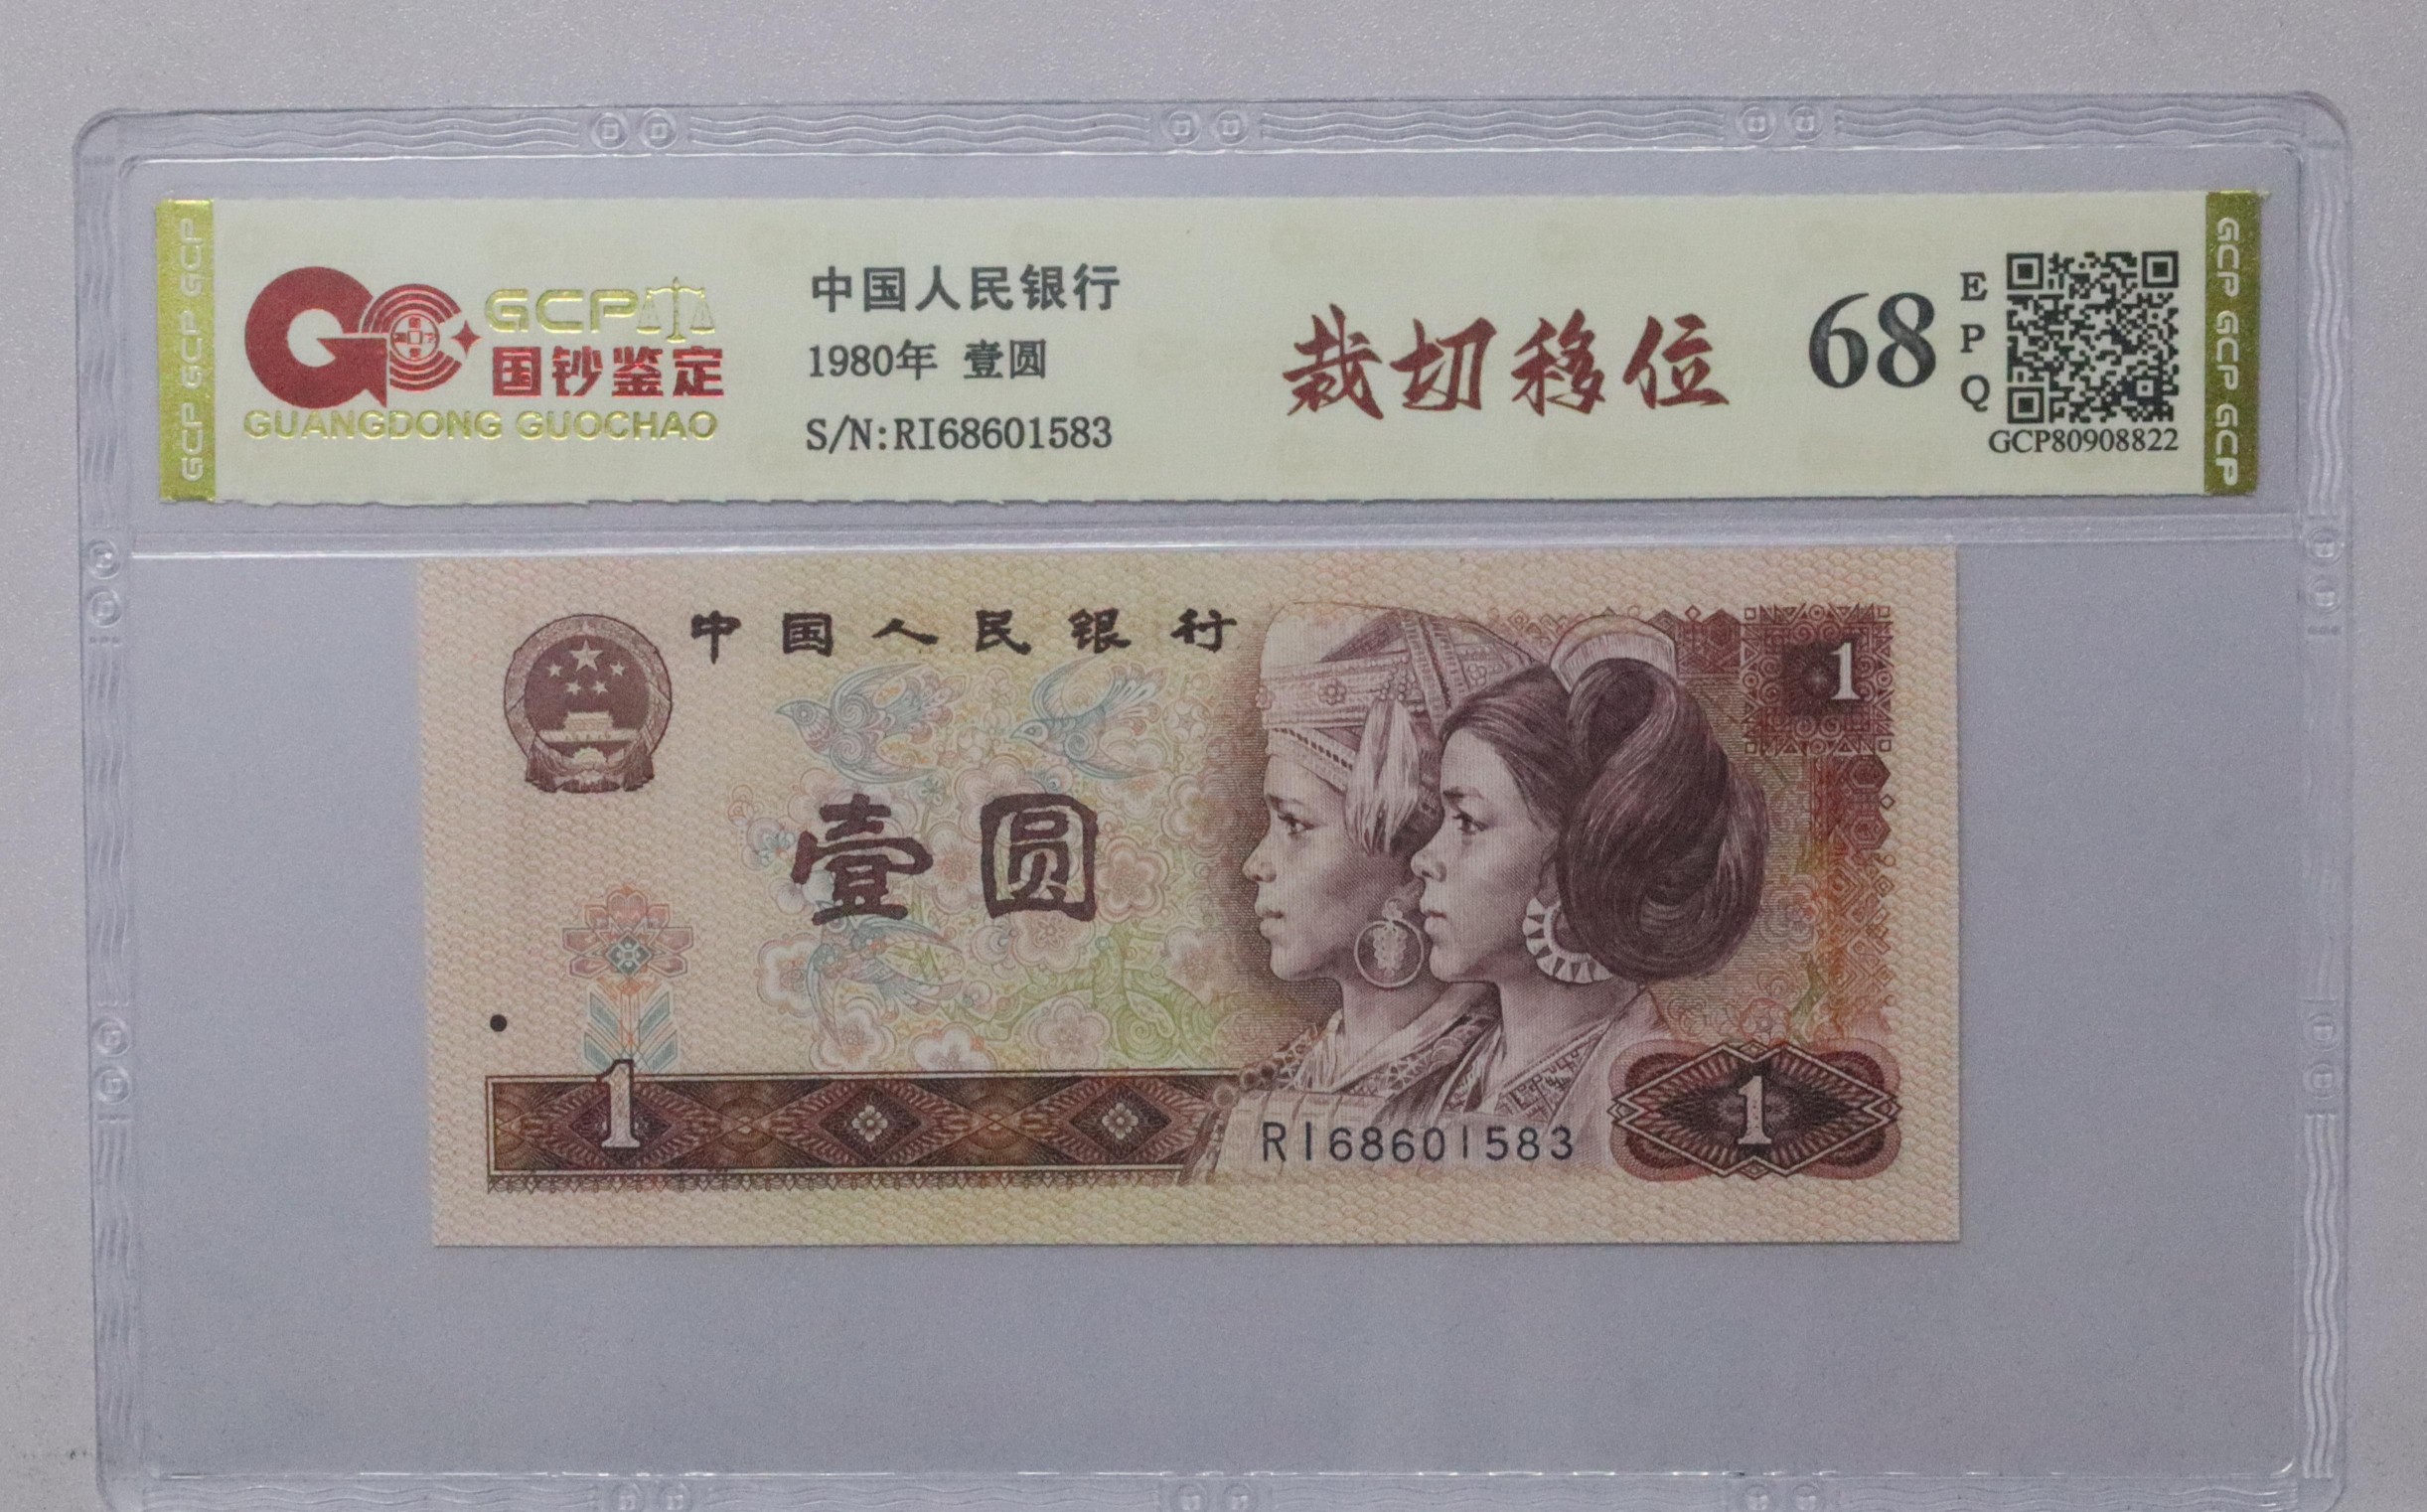 GCP GCP GCP
GCP
国钞鉴定
GUANGDONG GUOCHAO
中国人民银行
1980年 壹圆
S/N:RI68601583
裁切移位
68
EPQ
GCP80908822
GCP GCP GCP
中国人民银行
1
壹圆
1
RI68601583
1